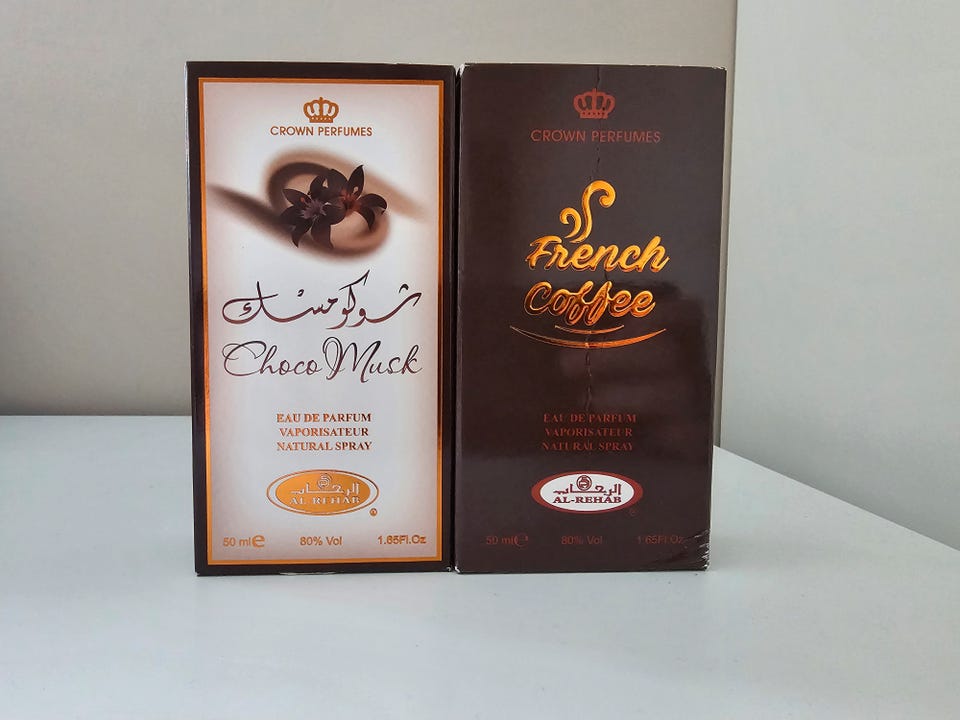 CROWN PERFUMES
شوكو مسك
Choco Musk
EAU DE PARFUM
VAPORISATEUR
NATURAL SPRAY
الرحاب
AL-REHAB
®
50 ml e 80% Vol 1.65Fl.Oz
CROWN PERFUMES
French
Coffee
EAU DE PARFUM
VAPORISATEUR
NATURAL SPRAY
الرحاب
AL-REHAB
®
50 ml e 80% Vol 1.65Fl.Oz